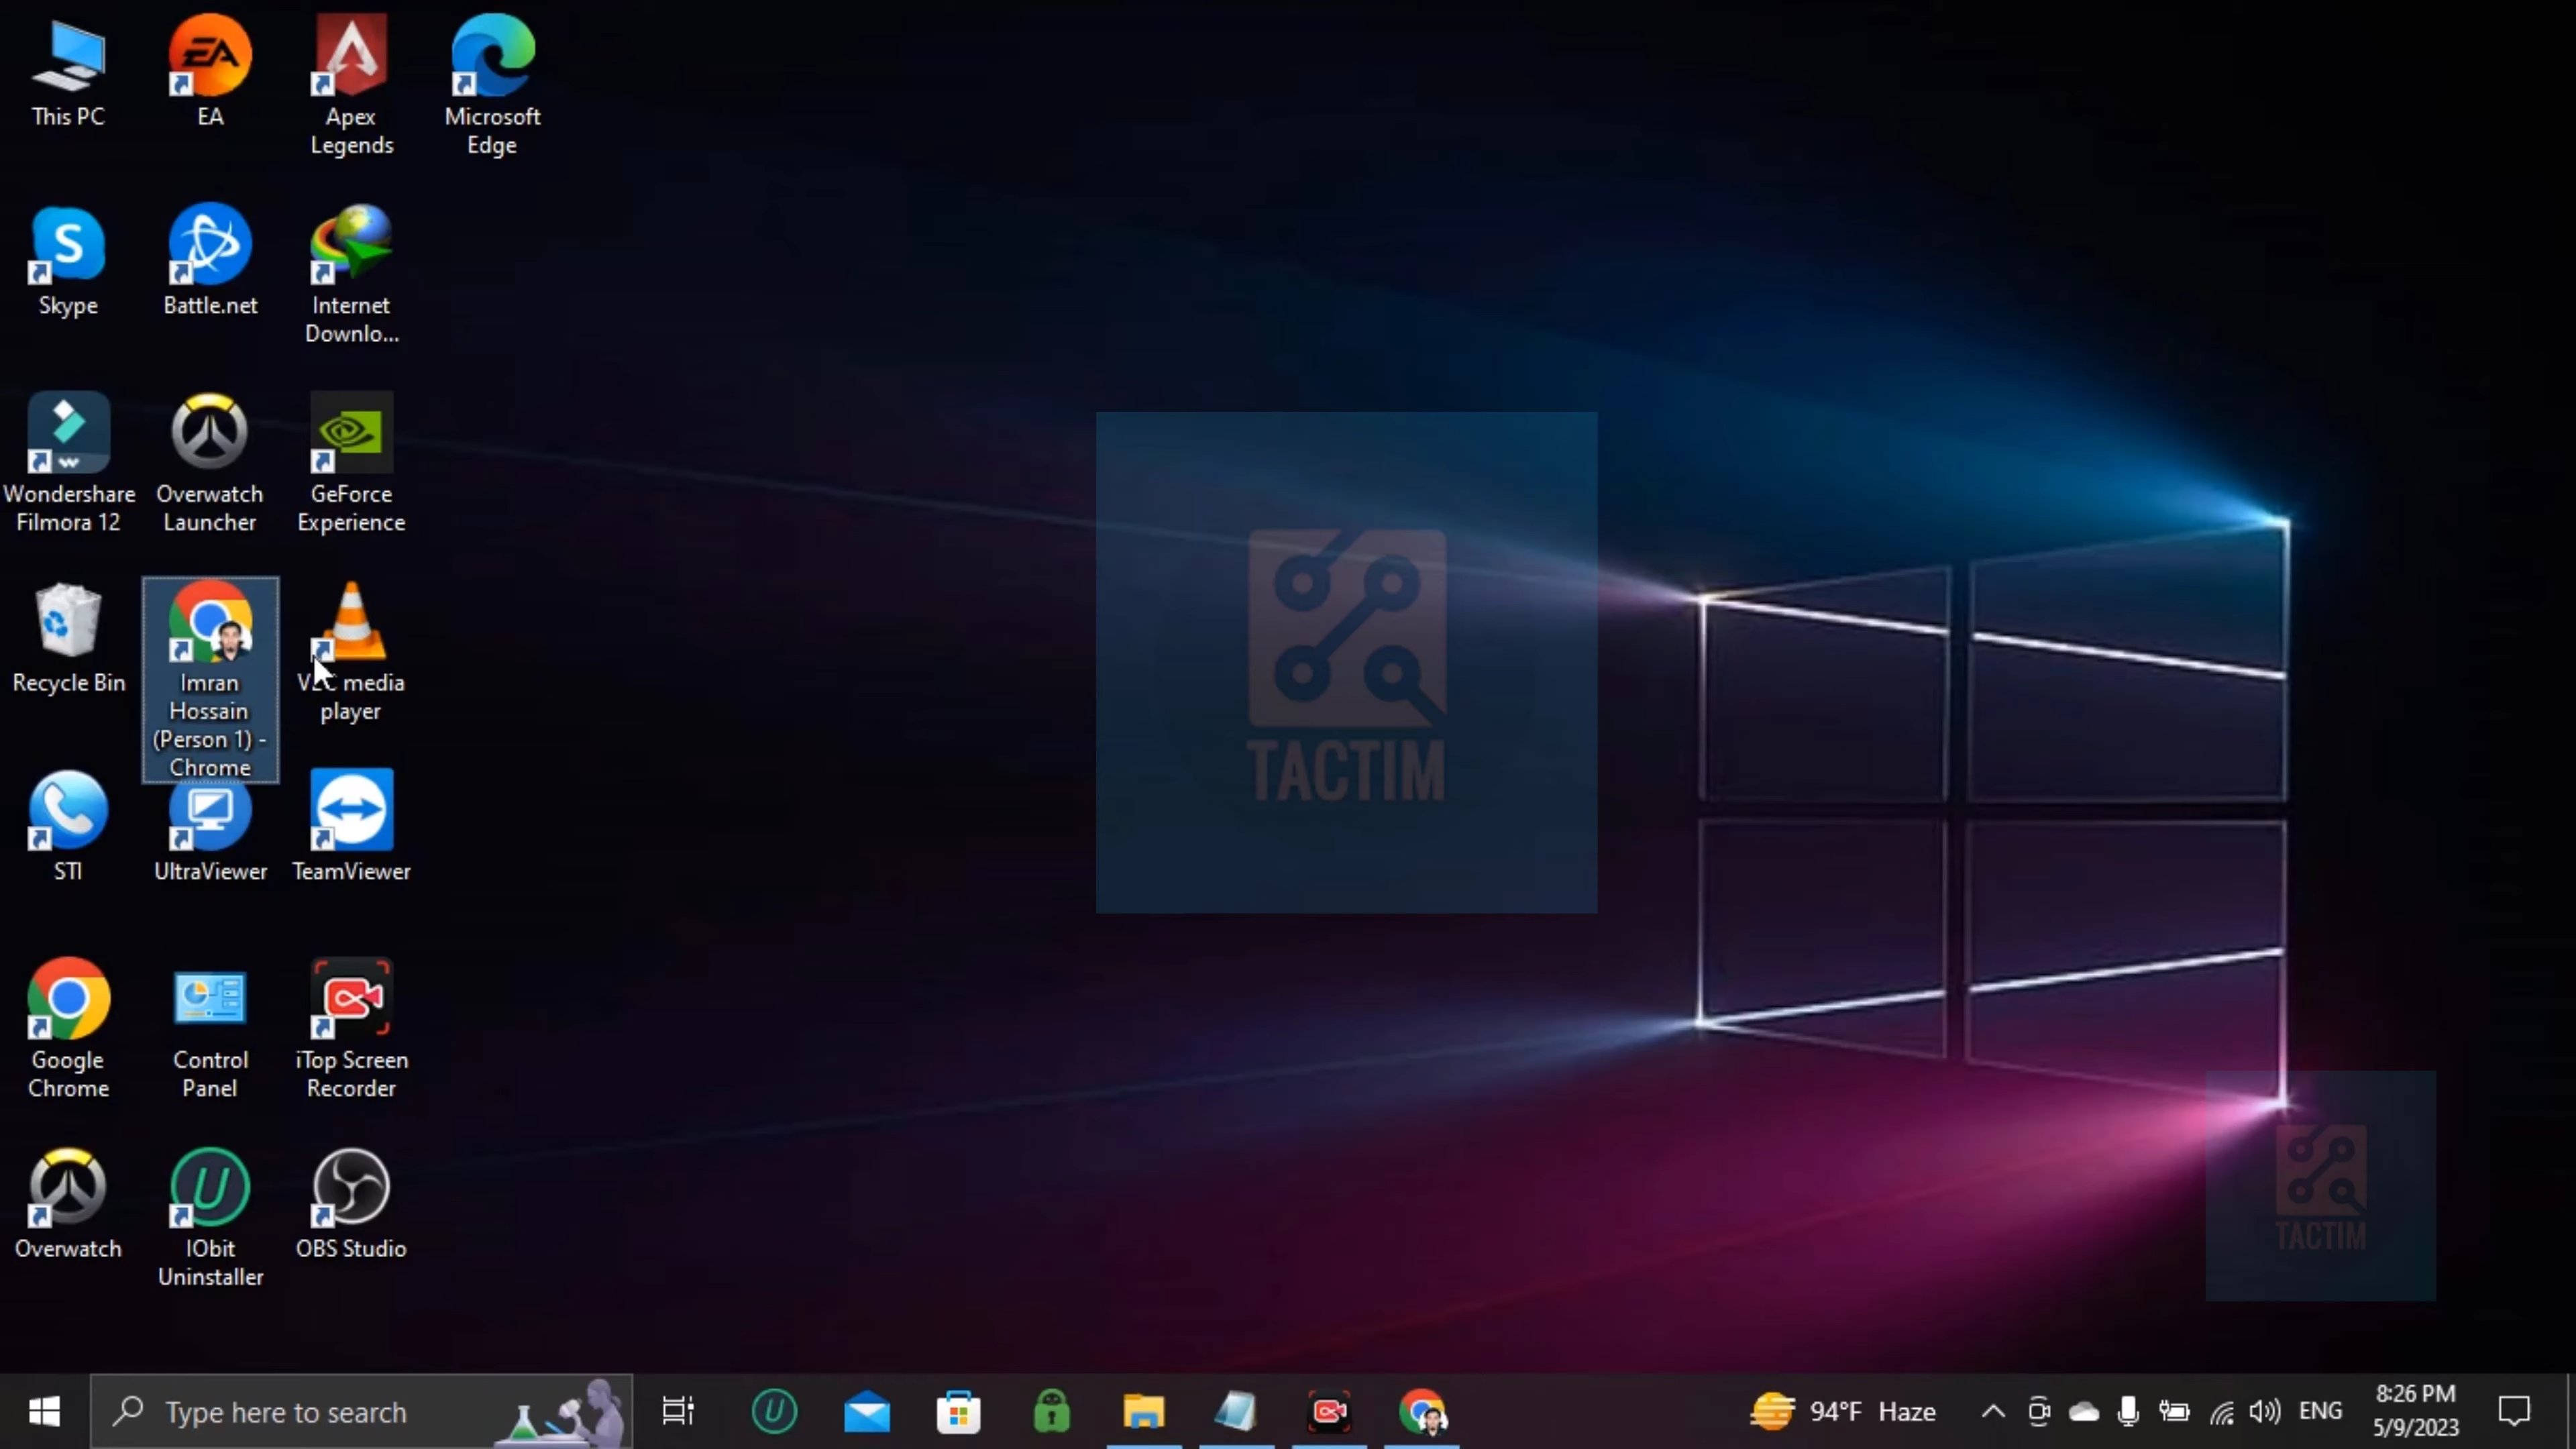 This PC
EA
Apex
Legends
Microsoft
Edge
Skype
Battle.net
Internet
Downlo...
Wondershare
Filmora 12
Overwatch
Launcher
GeForce
Experience
Recycle Bin
Imran
Hossain
(Person 1) -
Chrome
VLC media
player
STI
UltraViewer
TeamViewer
Google
Chrome
Control
Panel
iTop Screen
Recorder
Overwatch
IObit
Uninstaller
OBS Studio
TACTIM
TACTIM
Type here to search
94°F Haze
ENG
8:26 PM
5/9/2023